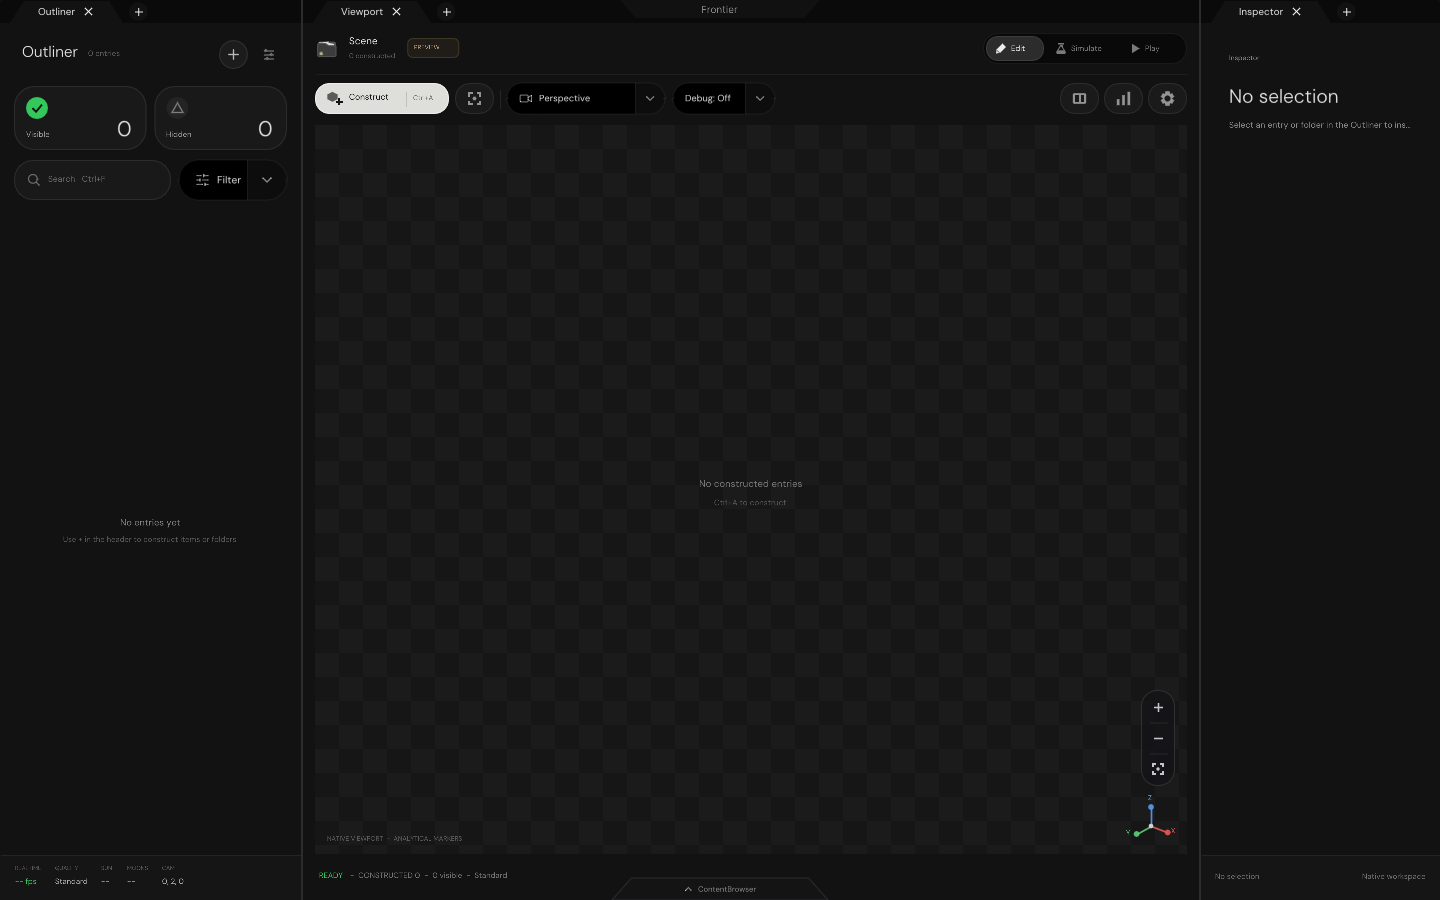 Outliner
Viewport
Frontier
Inspector
Outliner 0 entries
Visible 0
Hidden 0
Search Ctrl+F
Filter
No entries yet
Use + in the header to construct items or folders
REALTIME QUALITY SUN MOONS CAM
-- fps Standard -- -- 0, 2, 0
Scene
0 constructed
PREVIEW
Edit
Simulate
Play
Construct Ctrl+A
Perspective
Debug: Off
No constructed entries
Ctrl+A to construct
Z
Y
X
NATIVE VIEWPORT - ANALYTICAL MARKERS
READY - CONSTRUCTED 0 - 0 visible - Standard
ContentBrowser
Inspector
No selection
Select an entry or folder in the Outliner to ins...
No selection
Native workspace